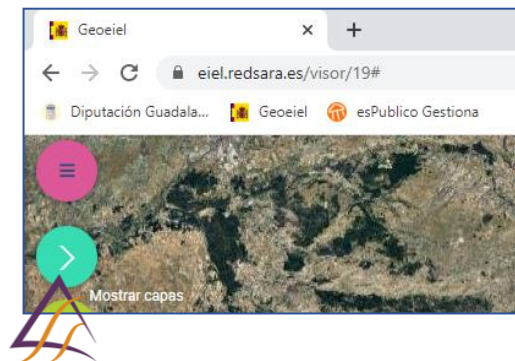 Geoeiel
eiel.redsara.es/visor/19#
Diputación Guadala... Geoeiel esPublico Gestiona
Mostrar capas